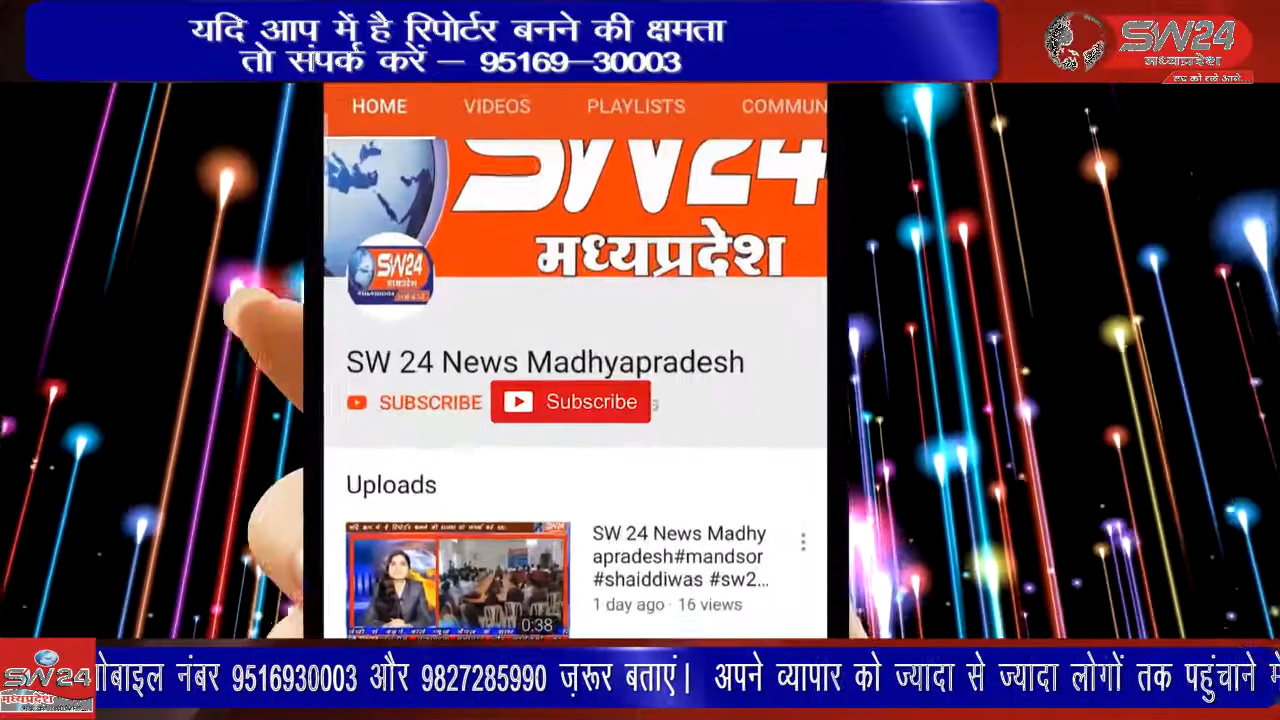 यदि आप में है रिपोर्टर बनने की क्षमता
तो संपर्क करें – 95169–30003
SW24
मध्यप्रदेश
HOME VIDEOS PLAYLISTS COMMUN
SW24
मध्यप्रदेश
SW24
SW 24 News Madhyapradesh
SUBSCRIBE
Subscribe
Uploads
SW 24 News Madhy
apradesh#mandsor
#shaiddiwas #sw2...
1 day ago · 16 views
0:38
SW24
मध्यप्रदेश
ोबाइल नंबर 9516930003 और 9827285990 ज़रूर बताएं। अपने व्यापार को ज्यादा से ज्यादा लोगों तक पहुंचाने में